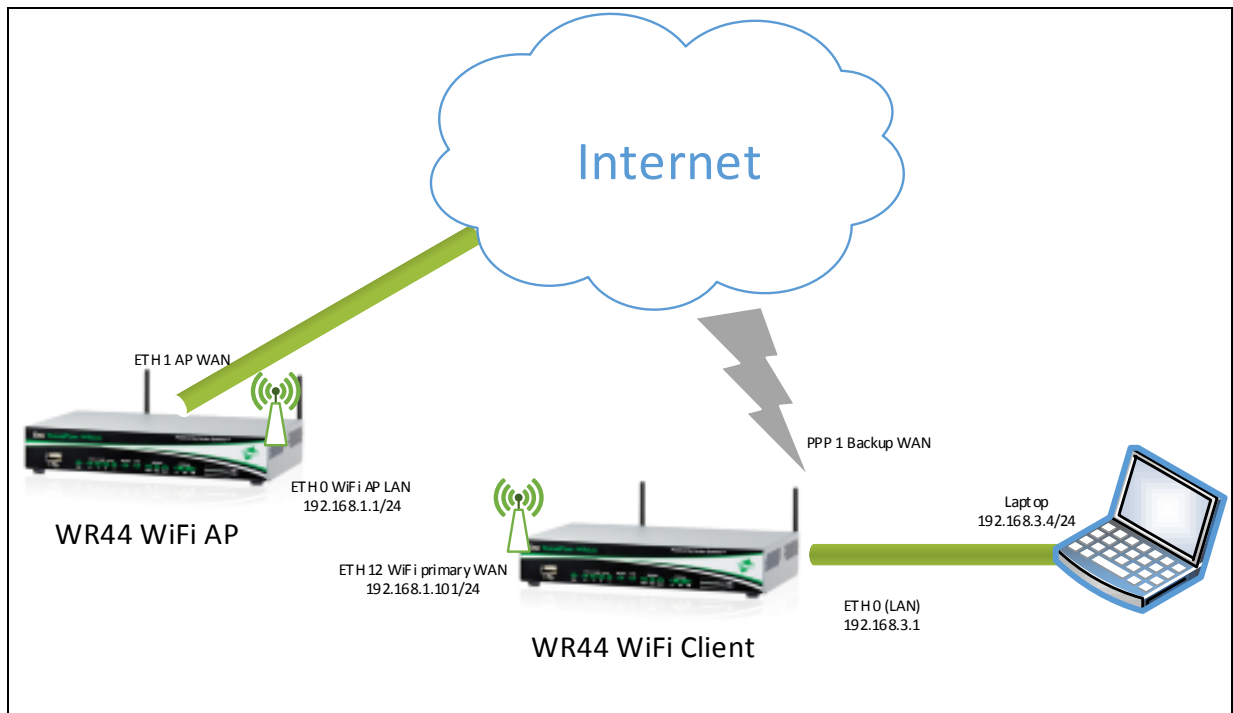 Internet
ETH 1 AP WAN
ETH 0 WiFi AP LAN
192.168.1.1/24
WR44 WiFi AP
PPP 1 Backup WAN
Laptop
192.168.3.4/24
ETH 12 WiFi primary WAN
192.168.1.101/24
ETH 0 (LAN)
192.168.3.1
WR44 WiFi Client